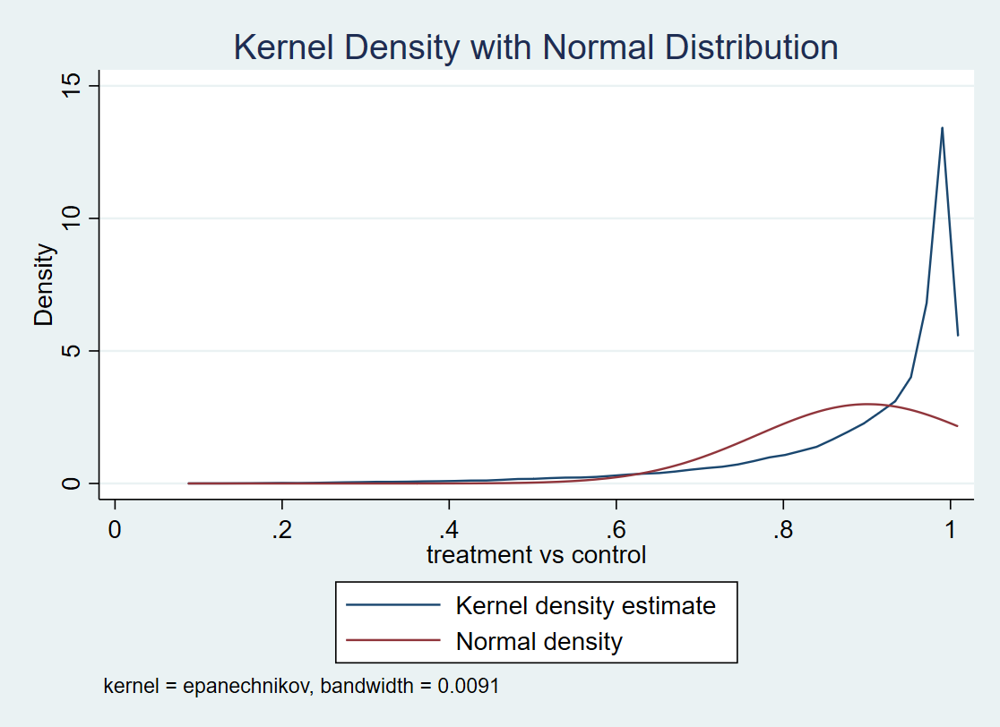 Kernel Density with Normal Distribution
15
10
5
0
Density
0 .2 .4 .6 .8 1
treatment vs control
Kernel density estimate
Normal density
kernel = epanechnikov, bandwidth = 0.0091